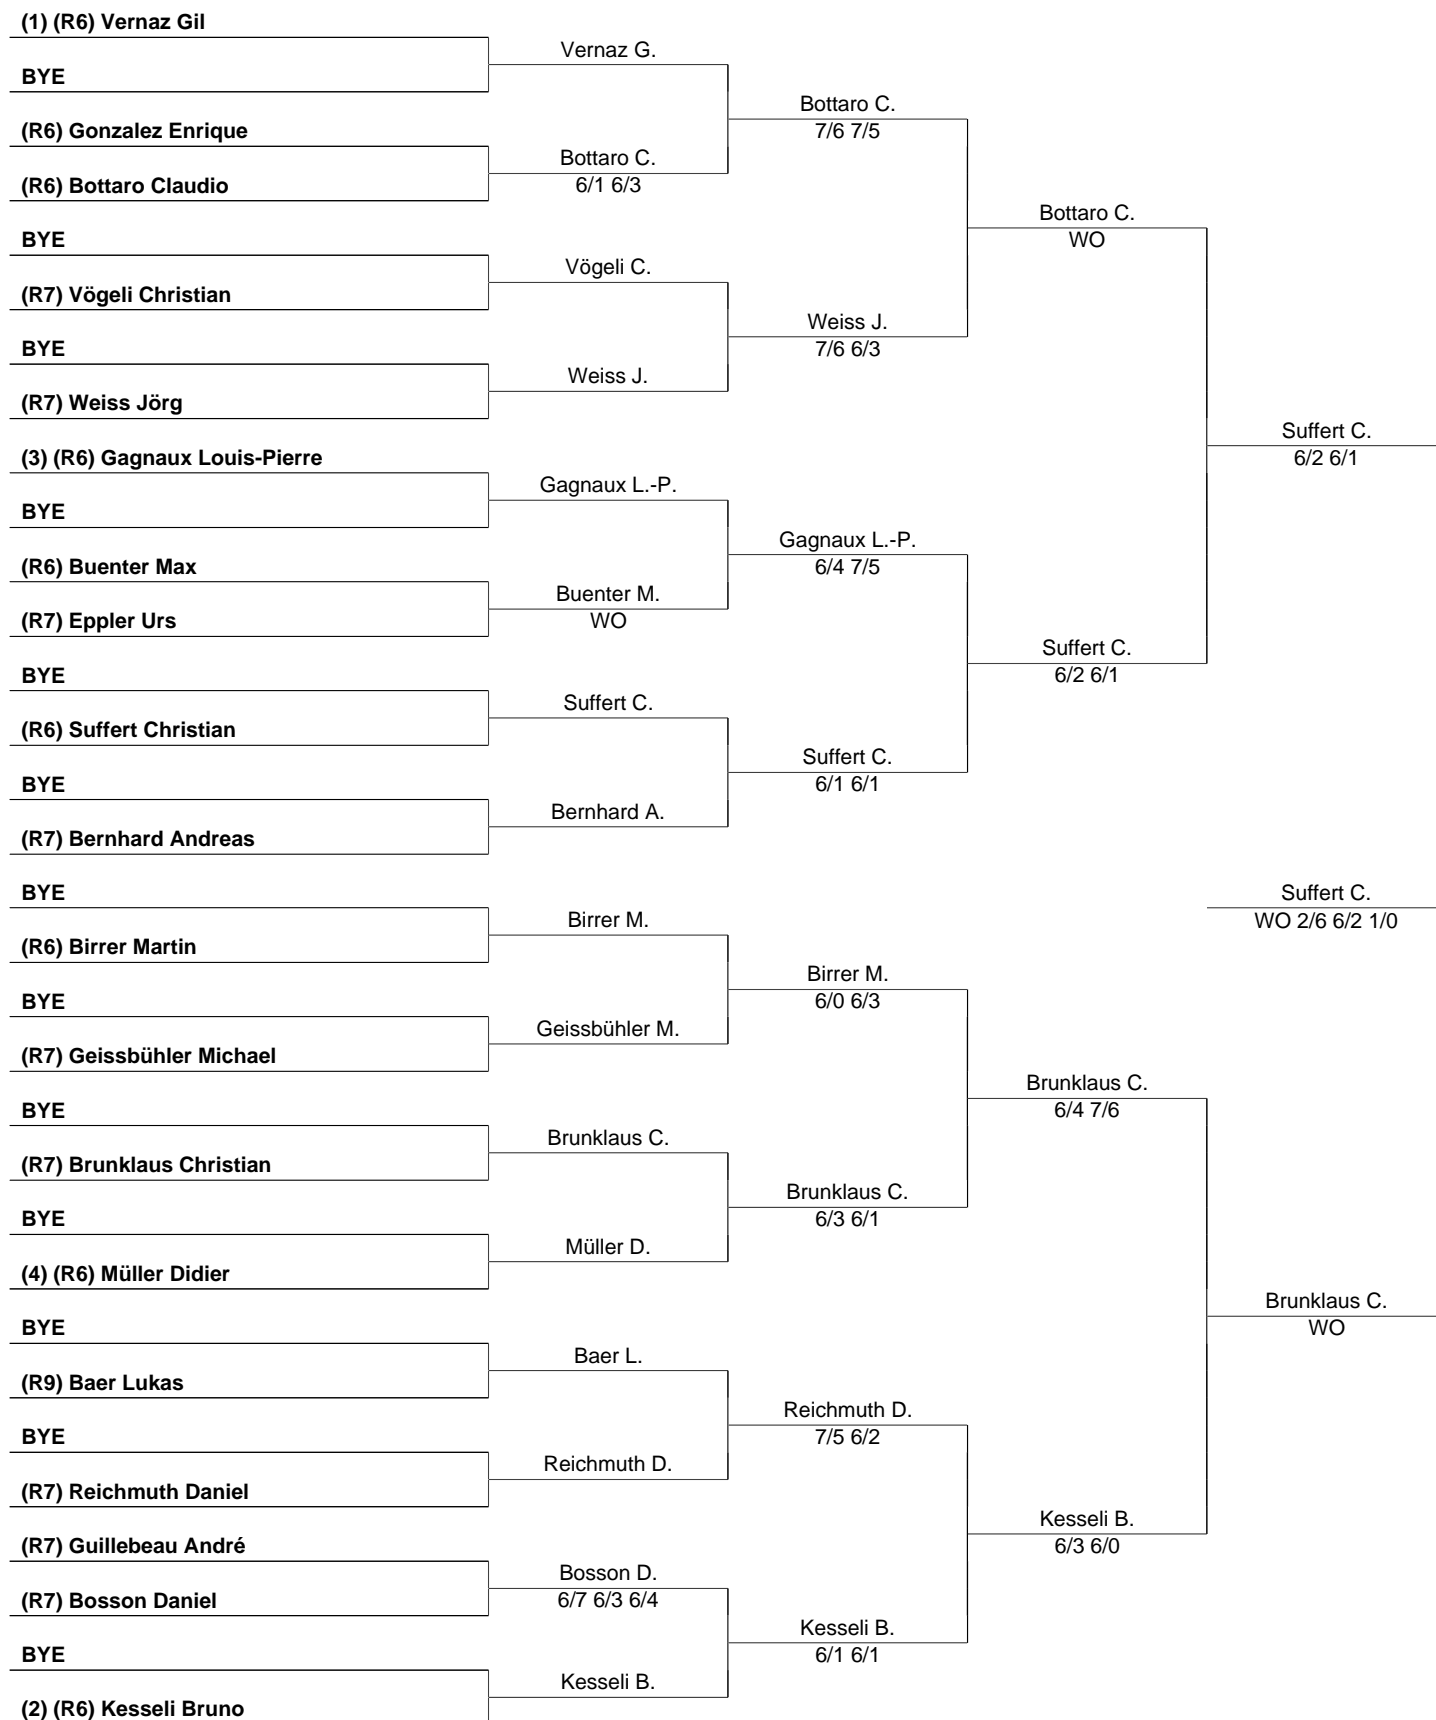 (1) (R6) Vernaz Gil
BYE
(R6) Gonzalez Enrique
(R6) Bottaro Claudio
BYE
(R7) Vögeli Christian
BYE
(R7) Weiss Jörg
(3) (R6) Gagnaux Louis-Pierre
BYE
(R6) Buenter Max
(R7) Eppler Urs
BYE
(R6) Suffert Christian
BYE
(R7) Bernhard Andreas
BYE
(R6) Birrer Martin
BYE
(R7) Geissbühler Michael
BYE
(R7) Brunklaus Christian
BYE
(4) (R6) Müller Didier
BYE
(R9) Baer Lukas
BYE
(R7) Reichmuth Daniel
(R7) Guillebeau André
(R7) Bosson Daniel
BYE
(2) (R6) Kesseli Bruno
Vernaz G.
Bottaro C.
6/1 6/3
Vögeli C.
Weiss J.
Gagnaux L.-P.
Buenter M.
WO
Suffert C.
Bernhard A.
Birrer M.
Geissbühler M.
Brunklaus C.
Müller D.
Baer L.
Reichmuth D.
Bosson D.
6/7 6/3 6/4
Kesseli B.
Bottaro C.
7/6 7/5
Weiss J.
7/6 6/3
Gagnaux L.-P.
6/4 7/5
Suffert C.
6/1 6/1
Birrer M.
6/0 6/3
Brunklaus C.
6/3 6/1
Reichmuth D.
7/5 6/2
Kesseli B.
6/1 6/1
Bottaro C.
WO
Suffert C.
6/2 6/1
Brunklaus C.
6/4 7/6
Kesseli B.
6/3 6/0
Suffert C.
6/2 6/1
Suffert C.
WO 2/6 6/2 1/0
Brunklaus C.
WO